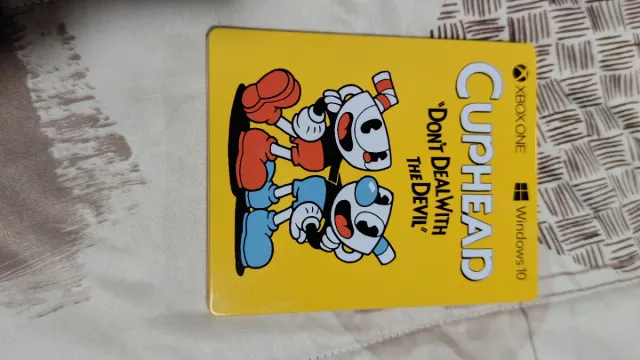 XBOX ONE
Windows 10
CUPHEAD
"DON'T DEAL WITH
THE DEVIL"